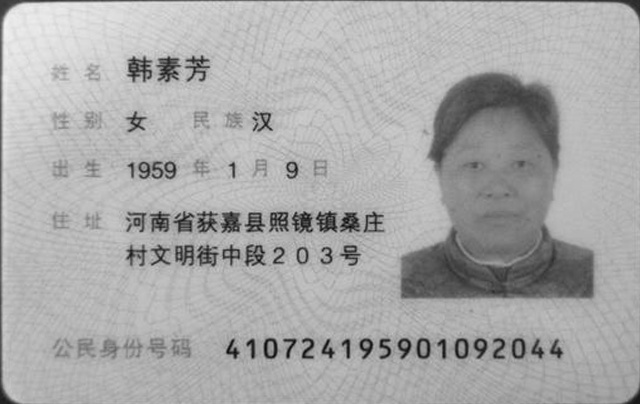 姓名 韩素芳
性别 女 民族 汉
出生 1959 年 1 月 9 日
住址 河南省获嘉县照镜镇桑庄
村文明街中段203号
公民身份号码 410724195901092044